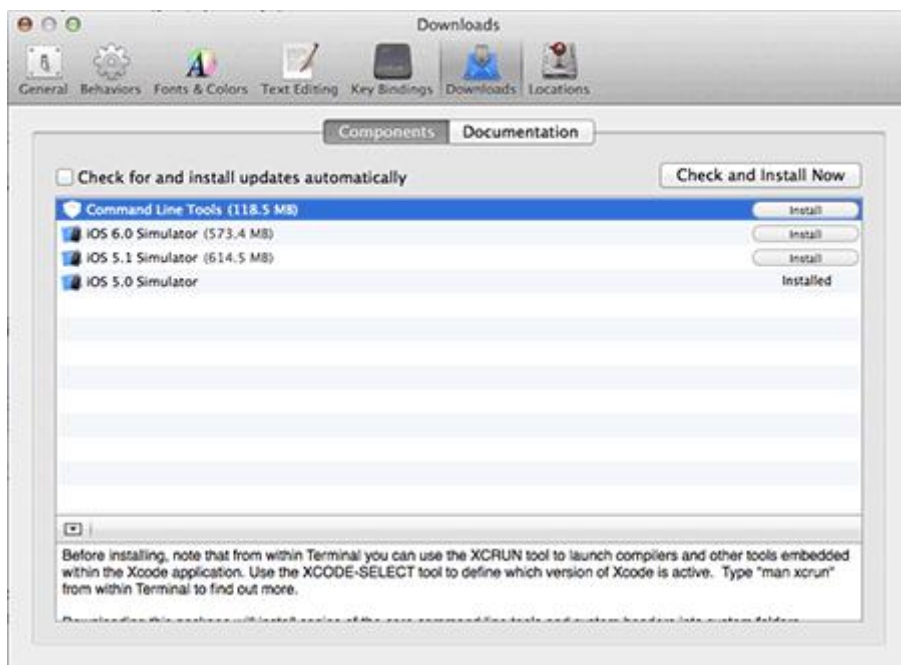 Downloads
General Behaviors Fonts & Colors Text Editing Key Bindings Downloads Locations
Components Documentation
Check for and install updates automatically Check and Install Now
Command Line Tools (118.5 MB) Install
iOS 6.0 Simulator (573.4 MB) Install
iOS 5.1 Simulator (614.5 MB) Install
iOS 5.0 Simulator Installed
Before installing, note that from within Terminal you can use the XCRUN tool to launch compilers and other tools embedded
within the Xcode application. Use the XCODE-SELECT tool to define which version of Xcode is active. Type "man xcrun"
from within Terminal to find out more.